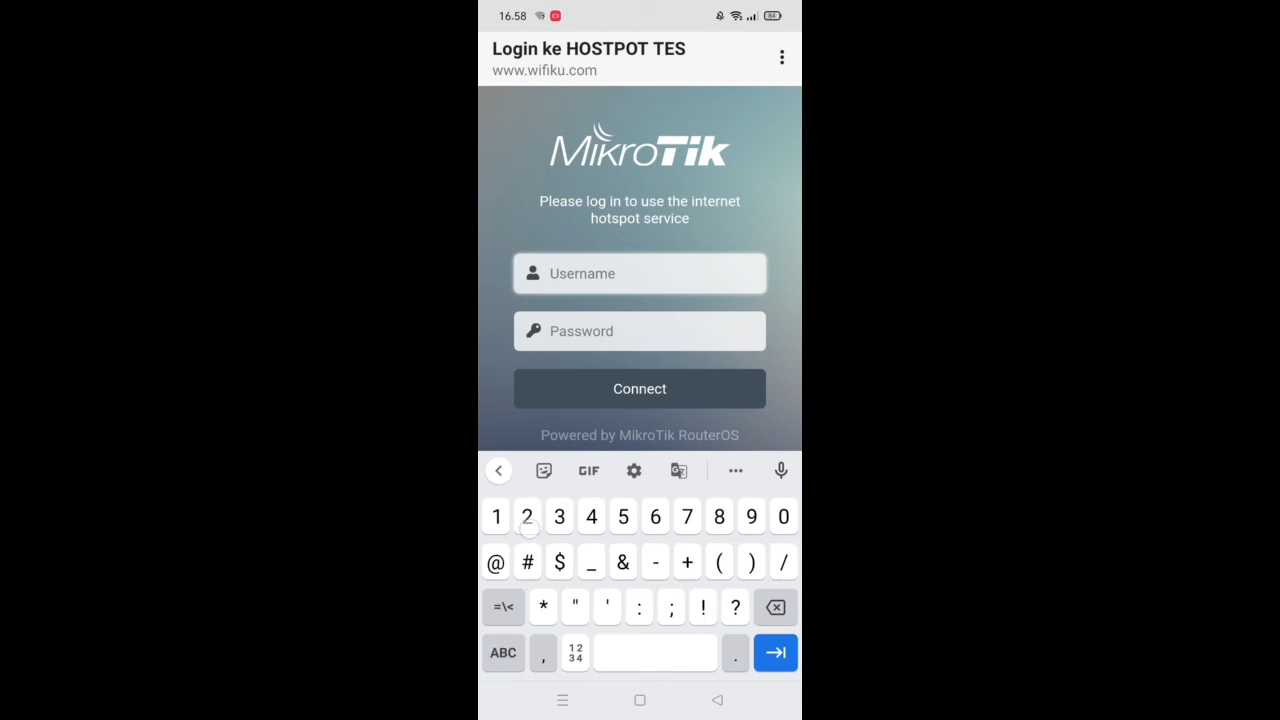 16.58
84
Login ke HOSTPOT TES
www.wifiku.com
MikroTik
Please log in to use the internet
hotspot service
Username
Password
Connect
Powered by MikroTik RouterOS
GIF
1 2 3 4 5 6 7 8 9 0
@ # $ _ & - + ( ) /
=\< * " ' : ; ! ?
ABC , 12 34 .